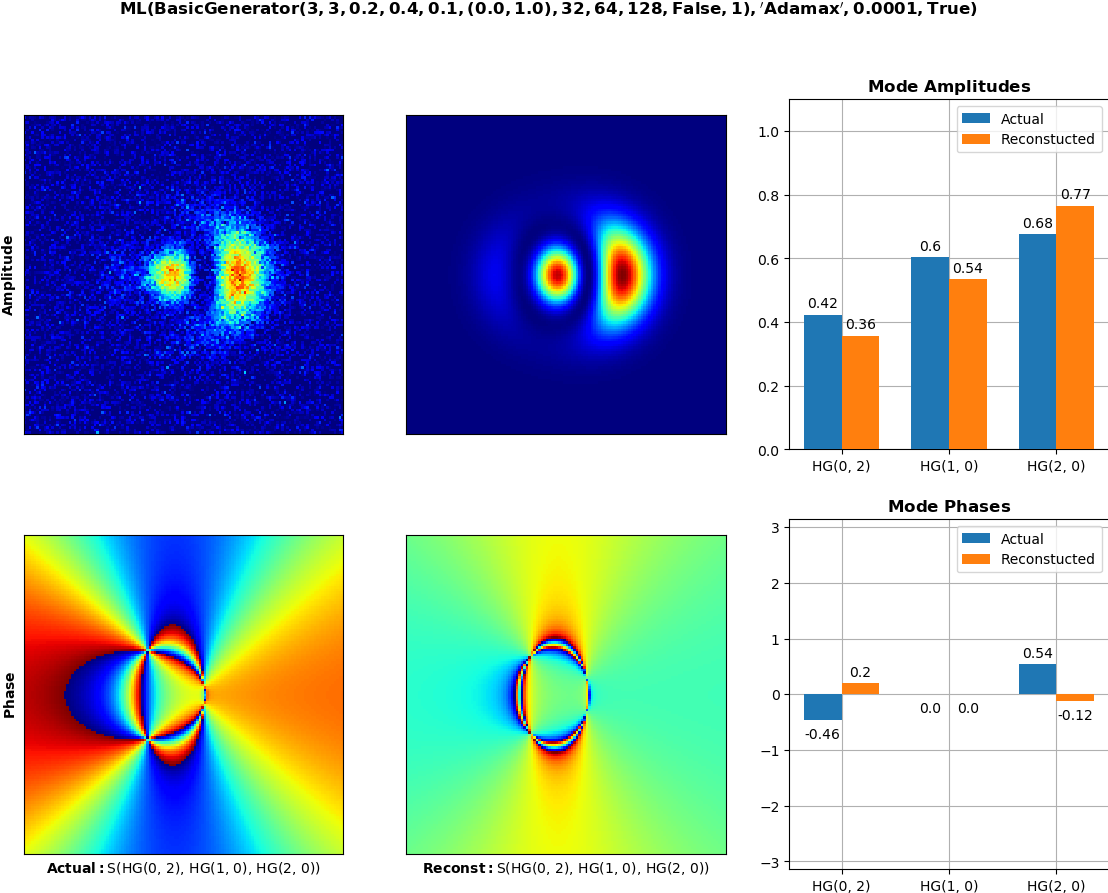 ML(BasicGenerator(3, 3, 0.2, 0.4, 0.1, (0.0, 1.0), 32, 64, 128, False, 1), 'Adamax', 0.0001, True)
Amplitude
Mode Amplitudes
Actual
Reconstucted
1.0
0.8
0.6
0.4
0.2
0.0
0.42
0.36
0.6
0.54
0.68
0.77
HG(0, 2)
HG(1, 0)
HG(2, 0)
Phase
Actual: S(HG(0, 2), HG(1, 0), HG(2, 0))
Reconst: S(HG(0, 2), HG(1, 0), HG(2, 0))
Mode Phases
Actual
Reconstucted
3
2
1
0
−1
−2
−3
-0.46
0.2
0.0
0.0
0.54
-0.12
HG(0, 2)
HG(1, 0)
HG(2, 0)